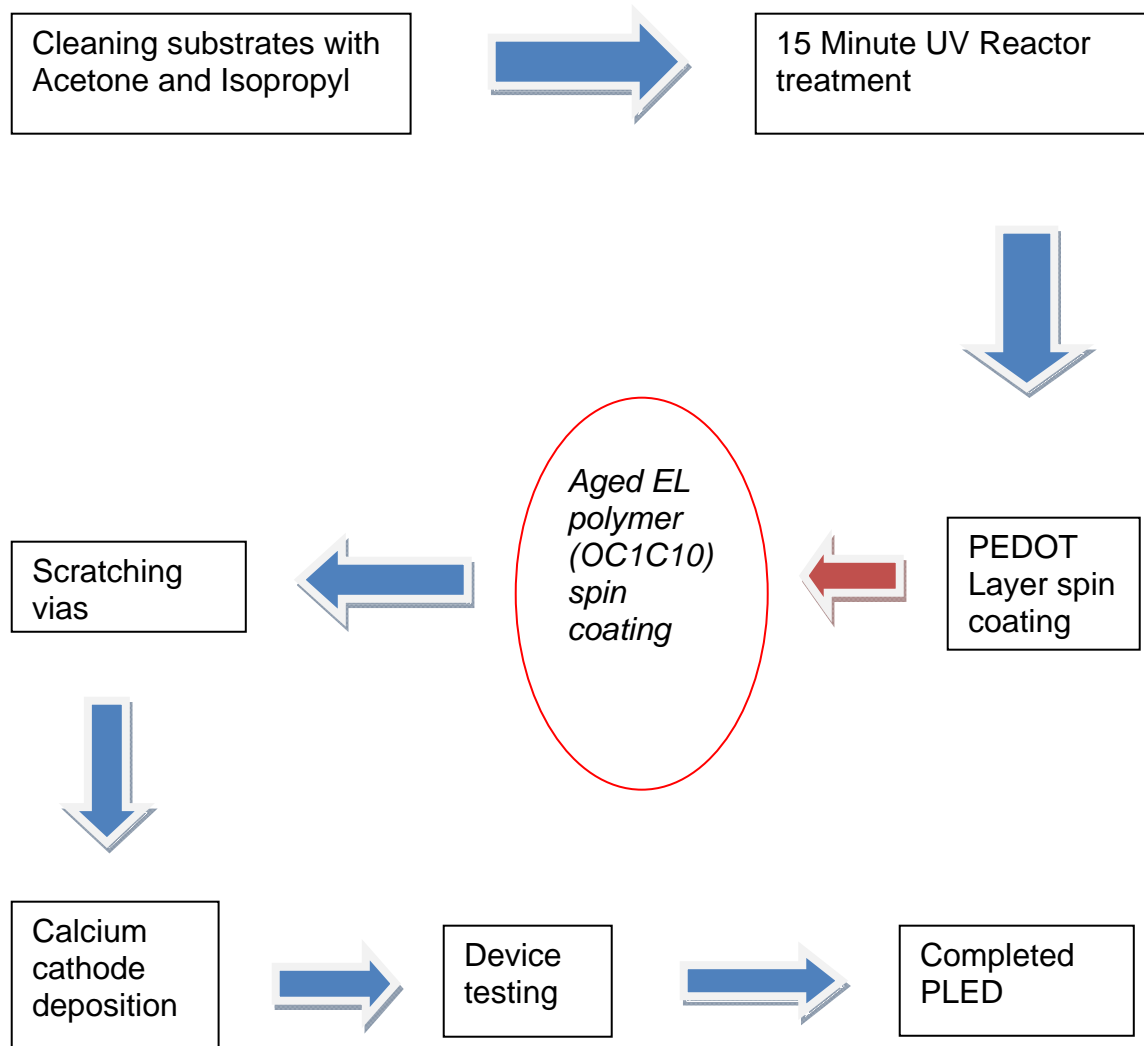 Cleaning substrates with
Acetone and Isopropyl
15 Minute UV Reactor
treatment
PEDOT
Layer spin
coating
Aged EL
polymer
(OC1C10)
spin
coating
Scratching
vias
Calcium
cathode
deposition
Device
testing
Completed
PLED